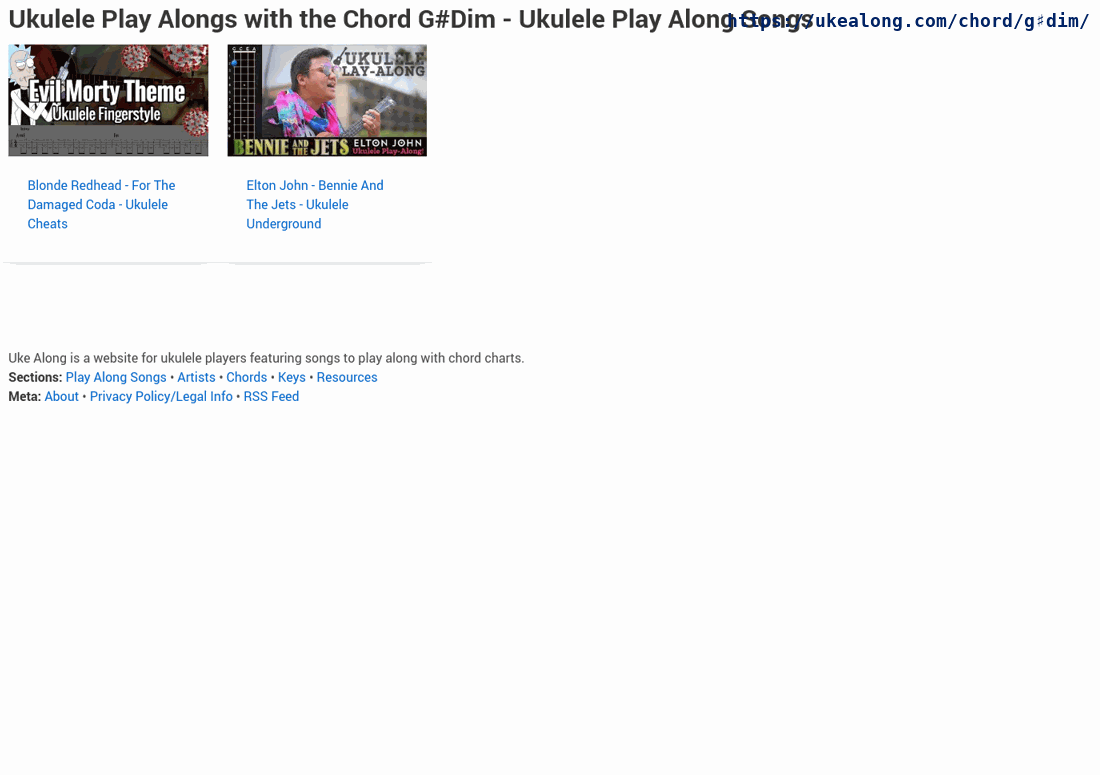 Ukulele Play Alongs with the Chord G#Dim - Ukulele Play Along Songs
https://ukealong.com/chord/g♯dim/
Evil Morty Theme
Ukulele Fingerstyle
G C E A
UKULELE
PLAY-ALONG
BENNIE AND THE JETS ELTON JOHN
Ukulele Play-Along!
Blonde Redhead - For The
Damaged Coda - Ukulele
Cheats
Elton John - Bennie And
The Jets - Ukulele
Underground
Uke Along is a website for ukulele players featuring songs to play along with chord charts.
Sections: Play Along Songs • Artists • Chords • Keys • Resources
Meta: About • Privacy Policy/Legal Info • RSS Feed